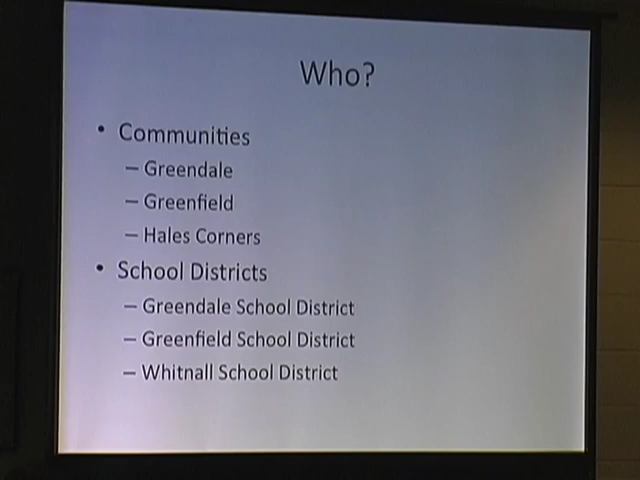 Who?
• Communities
– Greendale
– Greenfield
– Hales Corners
• School Districts
– Greendale School District
– Greenfield School District
– Whitnall School District